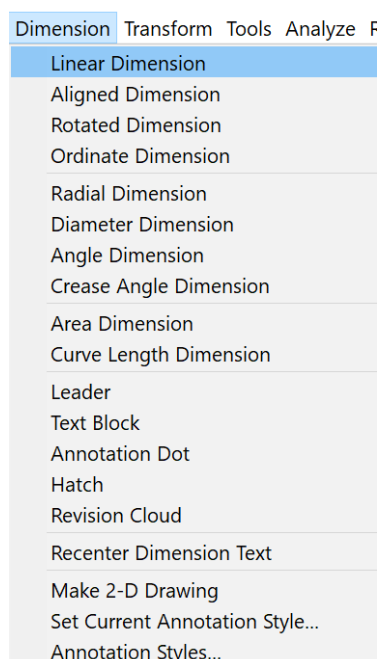 Dimension Transform Tools Analyze
Linear Dimension
Aligned Dimension
Rotated Dimension
Ordinate Dimension
Radial Dimension
Diameter Dimension
Angle Dimension
Crease Angle Dimension
Area Dimension
Curve Length Dimension
Leader
Text Block
Annotation Dot
Hatch
Revision Cloud
Recenter Dimension Text
Make 2-D Drawing
Set Current Annotation Style...
Annotation Styles...